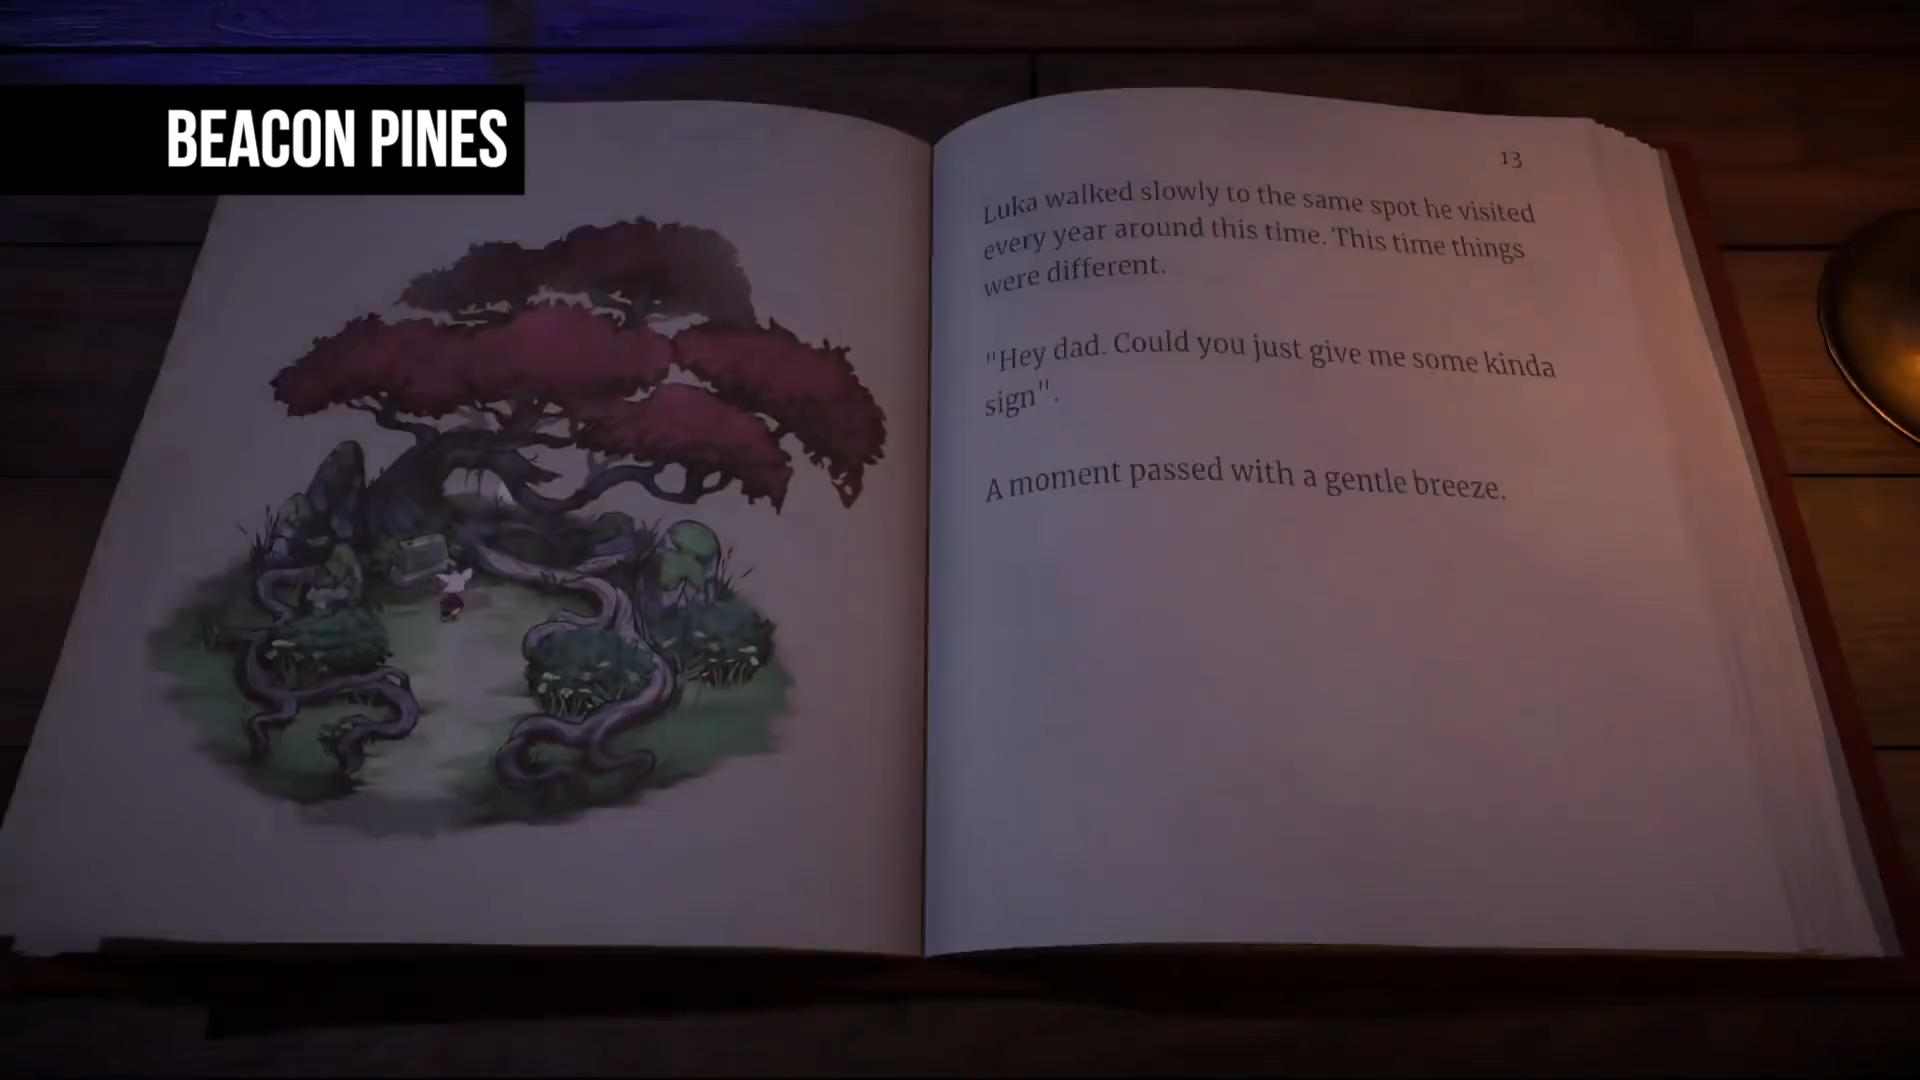 BEACON PINES
13
Luka walked slowly to the same spot he visited
every year around this time. This time things
were different.
"Hey dad. Could you just give me some kinda
sign".
A moment passed with a gentle breeze.